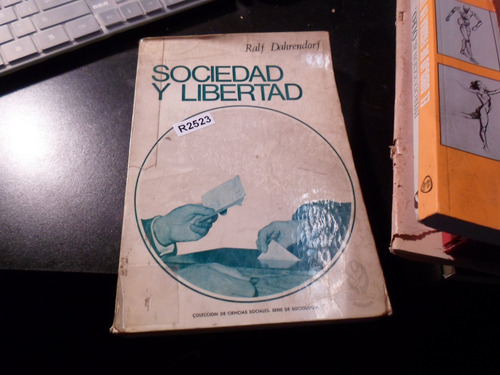 Ralf Dahrendorf
SOCIEDAD
Y LIBERTAD
R2523
COLECCION DE CIENCIAS SOCIALES. SERIE DE SOCIOLOGIA